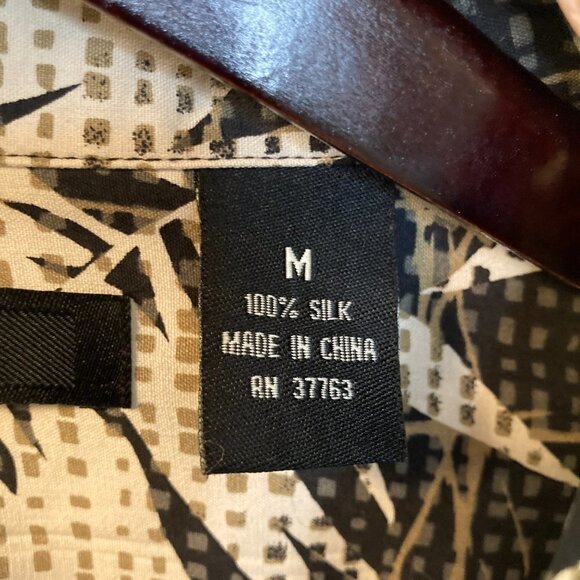 M
100% SILK
MADE IN CHINA
RN 37763